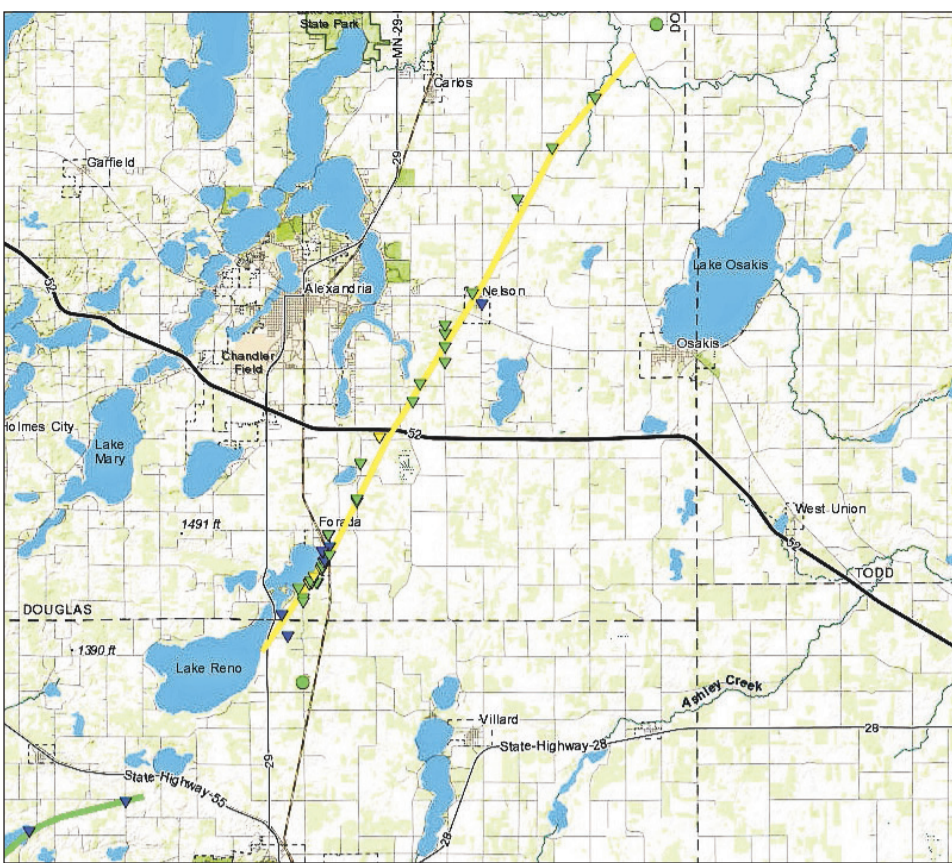 State Park
MN-29
DO
Carlos
Garfield
29
52
Lake Osakis
Nelson
Alexandria
Osakis
Chandler
Field
Holmes City
52
Lake
Mary
West Union
1491 ft
Forada
52
TODD
DOUGLAS
1390 ft
Lake Reno
Ashley Creek
Villard
28
State-Highway-28
29
State-Highway-55
28